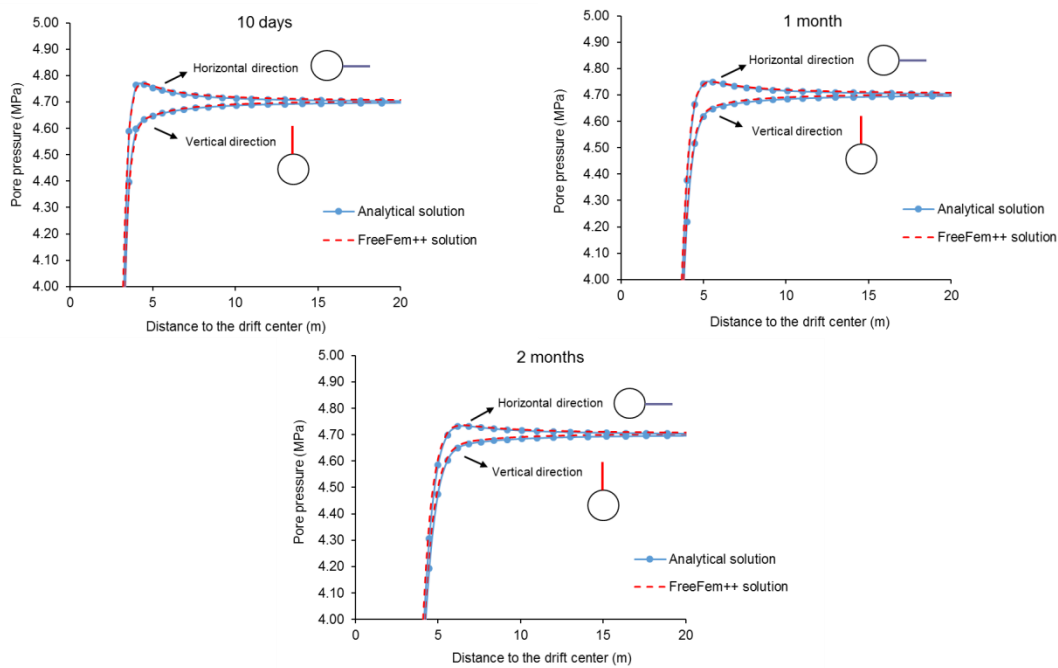 10 days
5.00
4.90
4.80
4.70
4.60
4.50
4.40
4.30
4.20
4.10
4.00
Pore pressure (MPa)
Horizontal direction
Vertical direction
Analytical solution
FreeFem++ solution
0 5 10 15 20
Distance to the drift center (m)
1 month
5.00
4.90
4.80
4.70
4.60
4.50
4.40
4.30
4.20
4.10
4.00
Pore pressure (MPa)
Horizontal direction
Vertical direction
Analytical solution
FreeFem++ solution
0 5 10 15 20
Distance to the drift center (m)
2 months
5.00
4.90
4.80
4.70
4.60
4.50
4.40
4.30
4.20
4.10
4.00
Pore pressure (MPa)
Horizontal direction
Vertical direction
Analytical solution
FreeFem++ solution
0 5 10 15 20
Distance to the drift center (m)